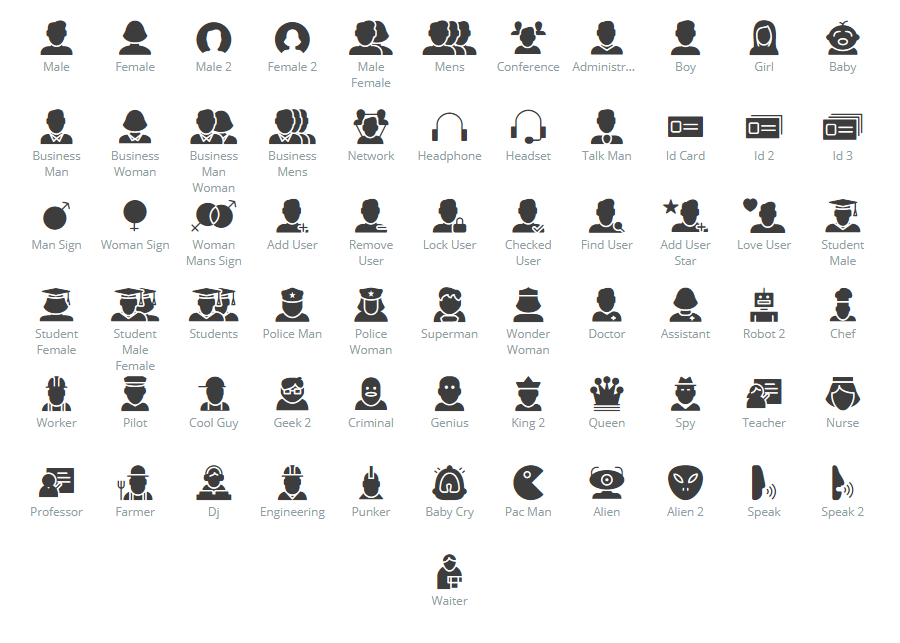 Male
Female
Male 2
Female 2
Male
Female
Mens
Conference
Administr...
Boy
Girl
Baby
Business
Man
Business
Woman
Business
Man
Woman
Business
Mens
Network
Headphone
Headset
Talk Man
Id Card
Id 2
Id 3
Man Sign
Woman Sign
Woman
Mans Sign
Add User
Remove
User
Lock User
Checked
User
Find User
Add User
Star
Love User
Student
Male
Student
Female
Student
Male
Female
Students
Police Man
Police
Woman
Superman
Wonder
Woman
Doctor
Assistant
Robot 2
Chef
Worker
Pilot
Cool Guy
Geek 2
Criminal
Genius
King 2
Queen
Spy
Teacher
Nurse
Professor
Farmer
Dj
Engineering
Punker
Baby Cry
Pac Man
Alien
Alien 2
Speak
Speak 2
Waiter